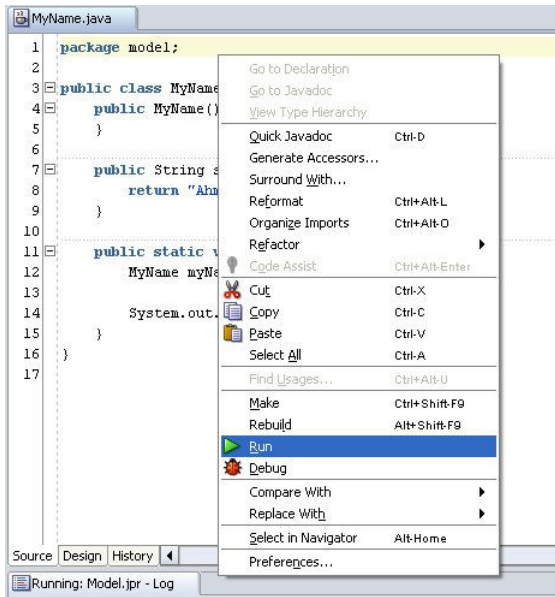 MyName.java
1 package model;
2
3 public class MyName
4 public MyName()
5 }
6
7 public String s
8 return "Ahm
9 }
10
11 public static v
12 MyName myNa
13
14 System.out.
15 }
16 }
17
Go to Declaration
Go to Javadoc
View Type Hierarchy
Quick Javadoc Ctrl-D
Generate Accessors...
Surround With...
Reformat Ctrl+Alt-L
Organize Imports Ctrl+Alt-O
Refactor
Code Assist Ctrl+Alt-Enter
Cut Ctrl-X
Copy Ctrl-C
Paste Ctrl-V
Select All Ctrl-A
Find Usages... Ctrl+Alt-U
Make Ctrl+Shift-F9
Rebuild Alt+Shift-F9
Run
Debug
Compare With
Replace With
Select in Navigator Alt-Home
Preferences...
Source Design History
Running: Model.jpr - Log